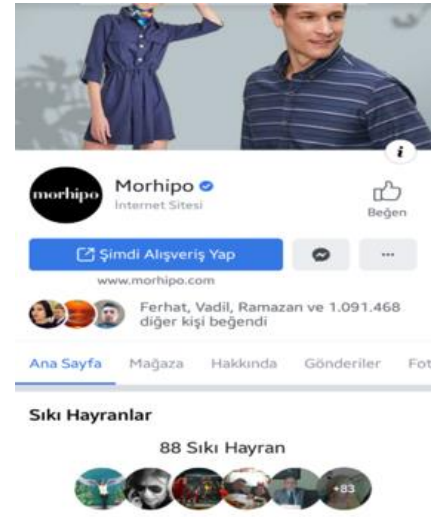 morhipo
Morhipo
İnternet Sitesi
Beğen
Şimdi Alışveriş Yap
www.morhipo.com
Ferhat, Vadil, Ramazan ve 1.091.468
diğer kişi beğendi
Ana Sayfa Mağaza Hakkında Gönderiler Fot
Sıkı Hayranlar
88 Sıkı Hayran
+83